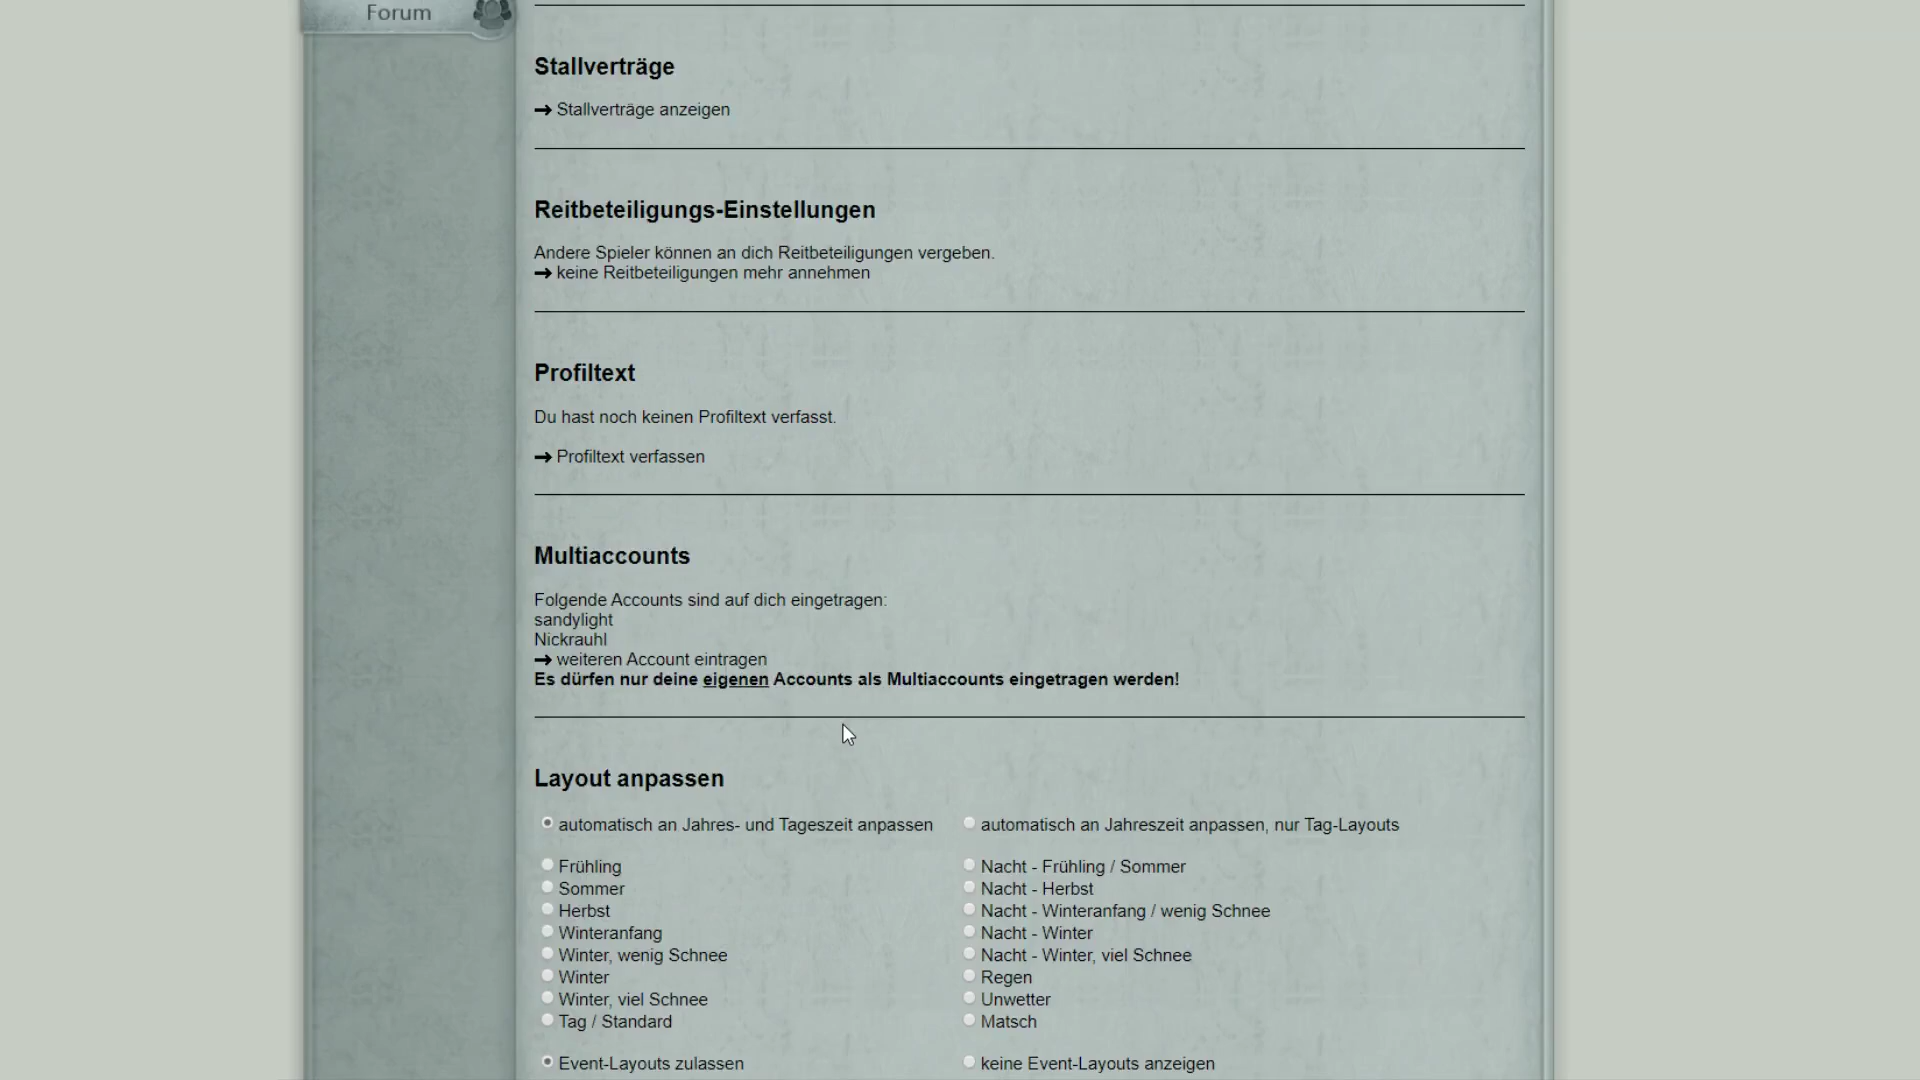 Forum
Stallverträge
→ Stallverträge anzeigen
Reitbeteiligungs-Einstellungen
Andere Spieler können an dich Reitbeteiligungen vergeben.
→ keine Reitbeteiligungen mehr annehmen
Profiltext
Du hast noch keinen Profiltext verfasst.
→ Profiltext verfassen
Multiaccounts
Folgende Accounts sind auf dich eingetragen:
sandylight
Nickrauhl
→ weiteren Account eintragen
Es dürfen nur deine eigenen Accounts als Multiaccounts eingetragen werden!
Layout anpassen
automatisch an Jahres- und Tageszeit anpassen
automatisch an Jahreszeit anpassen, nur Tag-Layouts
Frühling
Sommer
Herbst
Winteranfang
Winter, wenig Schnee
Winter
Winter, viel Schnee
Tag / Standard
Nacht - Frühling / Sommer
Nacht - Herbst
Nacht - Winteranfang / wenig Schnee
Nacht - Winter
Nacht - Winter, viel Schnee
Regen
Unwetter
Matsch
Event-Layouts zulassen
keine Event-Layouts anzeigen